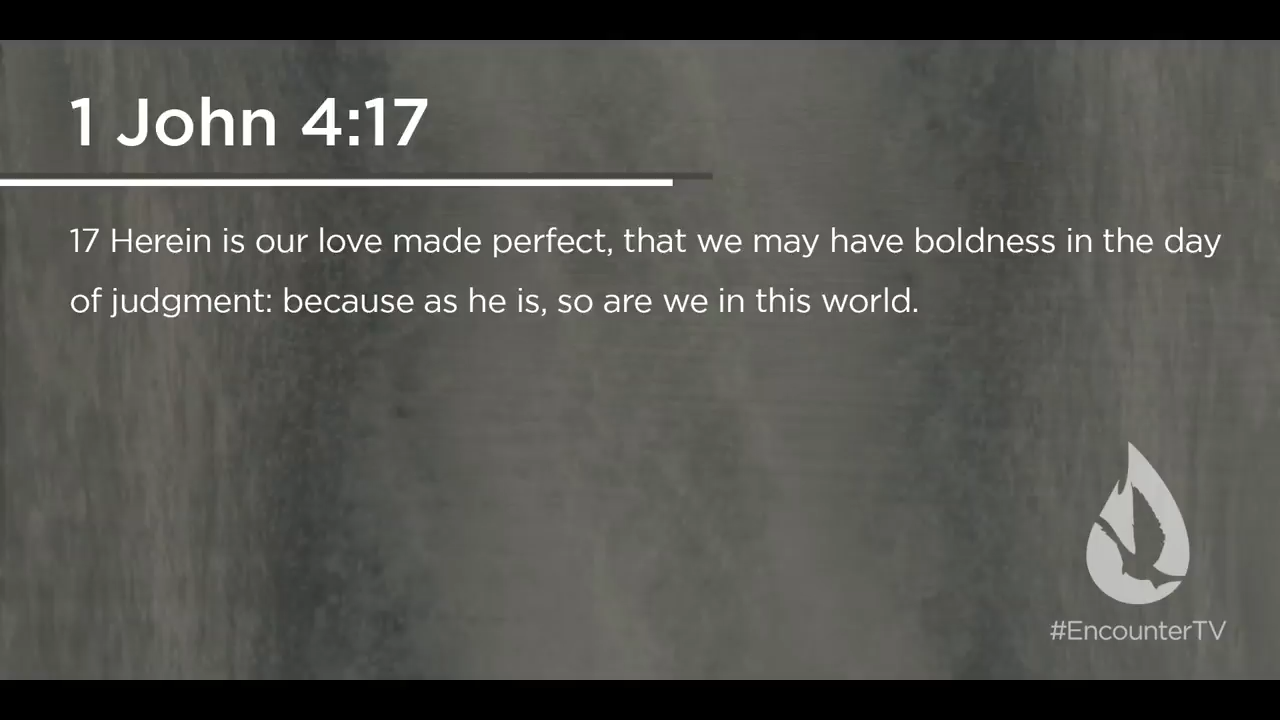 1 John 4:17
17 Herein is our love made perfect, that we may have boldness in the day
of judgment: because as he is, so are we in this world.
#EncounterTV